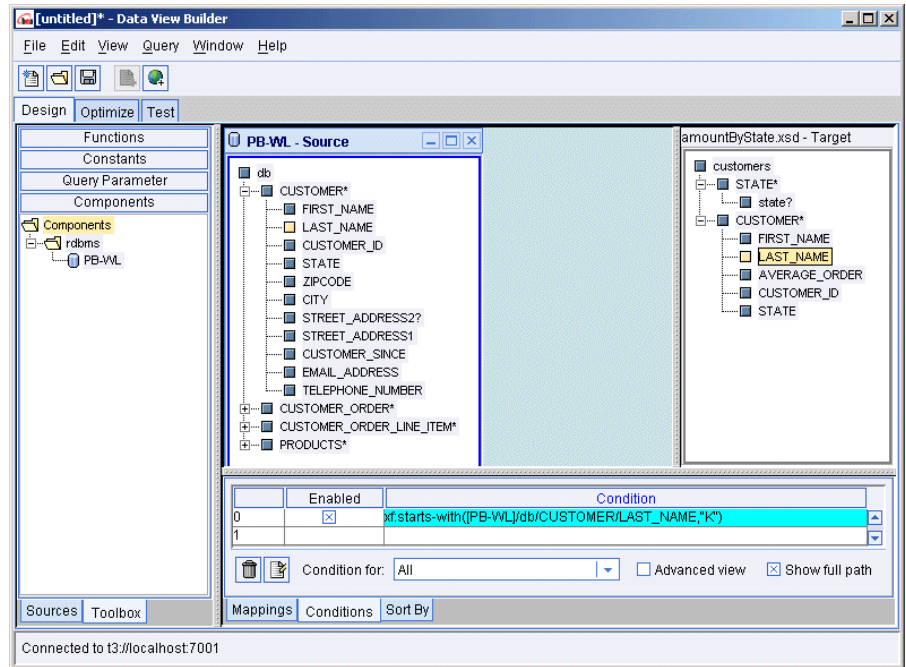 [untitled]* - Data View Builder
File Edit View Query Window Help
Design Optimize Test
Functions
Constants
Query Parameter
Components
Components
rdbms
PB-WL
PB-WL - Source
db
CUSTOMER*
FIRST_NAME
LAST_NAME
CUSTOMER_ID
STATE
ZIPCODE
CITY
STREET_ADDRESS2?
STREET_ADDRESS1
CUSTOMER_SINCE
EMAIL_ADDRESS
TELEPHONE_NUMBER
CUSTOMER_ORDER*
CUSTOMER_ORDER_LINE_ITEM*
PRODUCTS*
amountByState.xsd - Target
customers
STATE*
state?
CUSTOMER*
FIRST_NAME
LAST_NAME
AVERAGE_ORDER
CUSTOMER_ID
STATE
Enabled Condition
0 xf:starts-with([PB-WL]/db/CUSTOMER/LAST_NAME,"K")
1
Condition for: All Advanced view Show full path
Sources Toolbox
Mappings Conditions Sort By
Connected to t3://localhost:7001